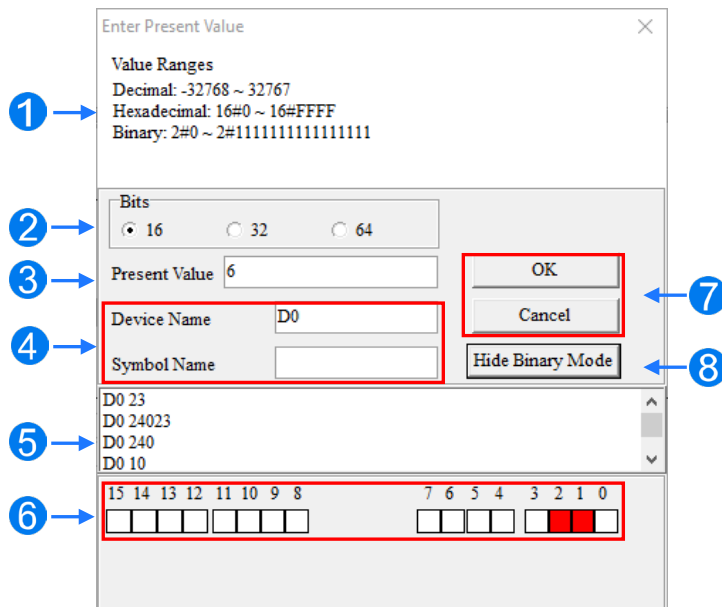 Enter Present Value
Value Ranges
Decimal: -32768 ~ 32767
1
Hexadecimal: 16#0 ~ 16#FFFF
Binary: 2#0 ~ 2#1111111111111111
Bits
2
16 32 64
3
Present Value 6
OK
7
Device Name D0
Cancel
4
Symbol Name
Hide Binary Mode
8
D0 23
D0 24023
5
D0 240
D0 10
15 14 13 12 11 10 9 8 7 6 5 4 3 2 1 0
6